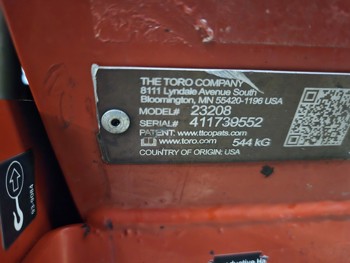 THE TORO COMPANY
8111 Lyndale Avenue South
Bloomington, MN 55420-1196 USA
MODEL# 23208
SERIAL# 411739552
PATENT: www.ttcopats.com
www.toro.com 544 KG
COUNTRY OF ORIGIN: USA